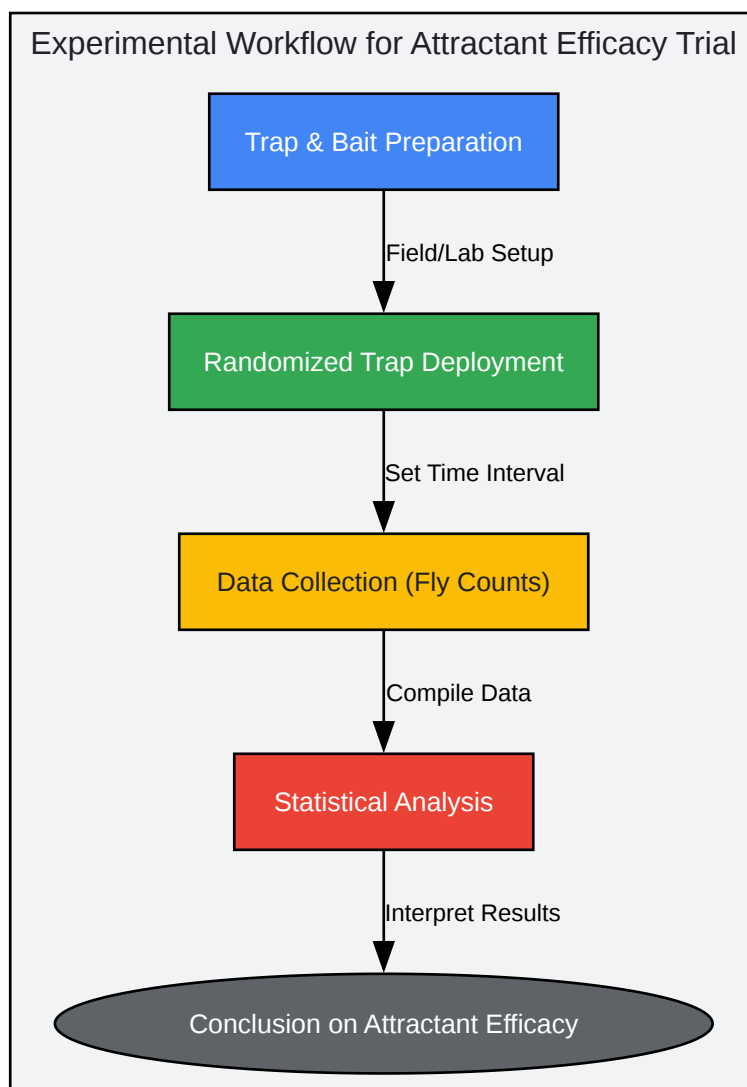 Experimental Workflow for Attractant Efficacy Trial
Trap & Bait Preparation
Field/Lab Setup
Randomized Trap Deployment
Set Time Interval
Data Collection (Fly Counts)
Compile Data
Statistical Analysis
Interpret Results
Conclusion on Attractant Efficacy